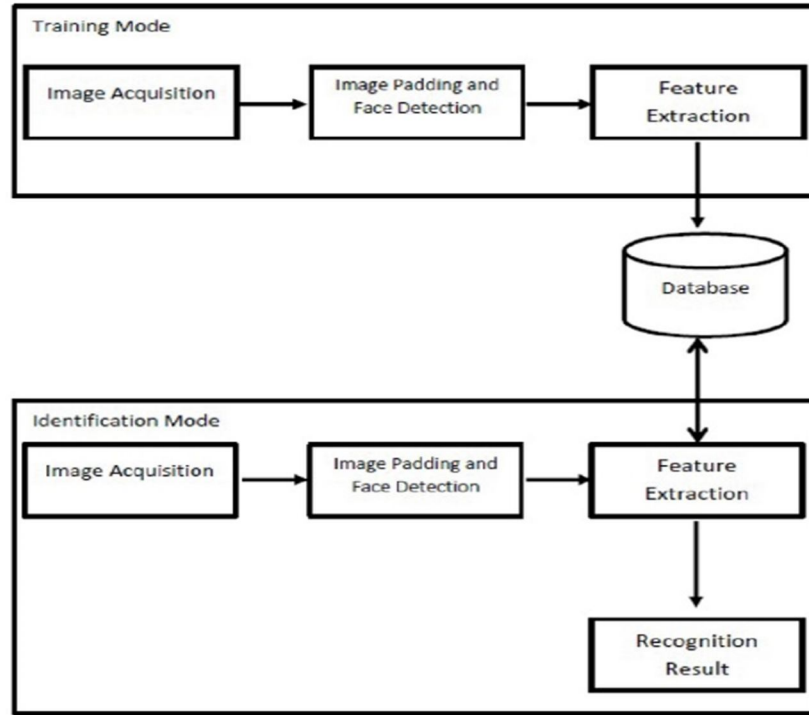 Training Mode
Image Acquisition
Image Padding and
Face Detection
Feature
Extraction
Database
Identification Mode
Image Acquisition
Image Padding and
Face Detection
Feature
Extraction
Recognition
Result